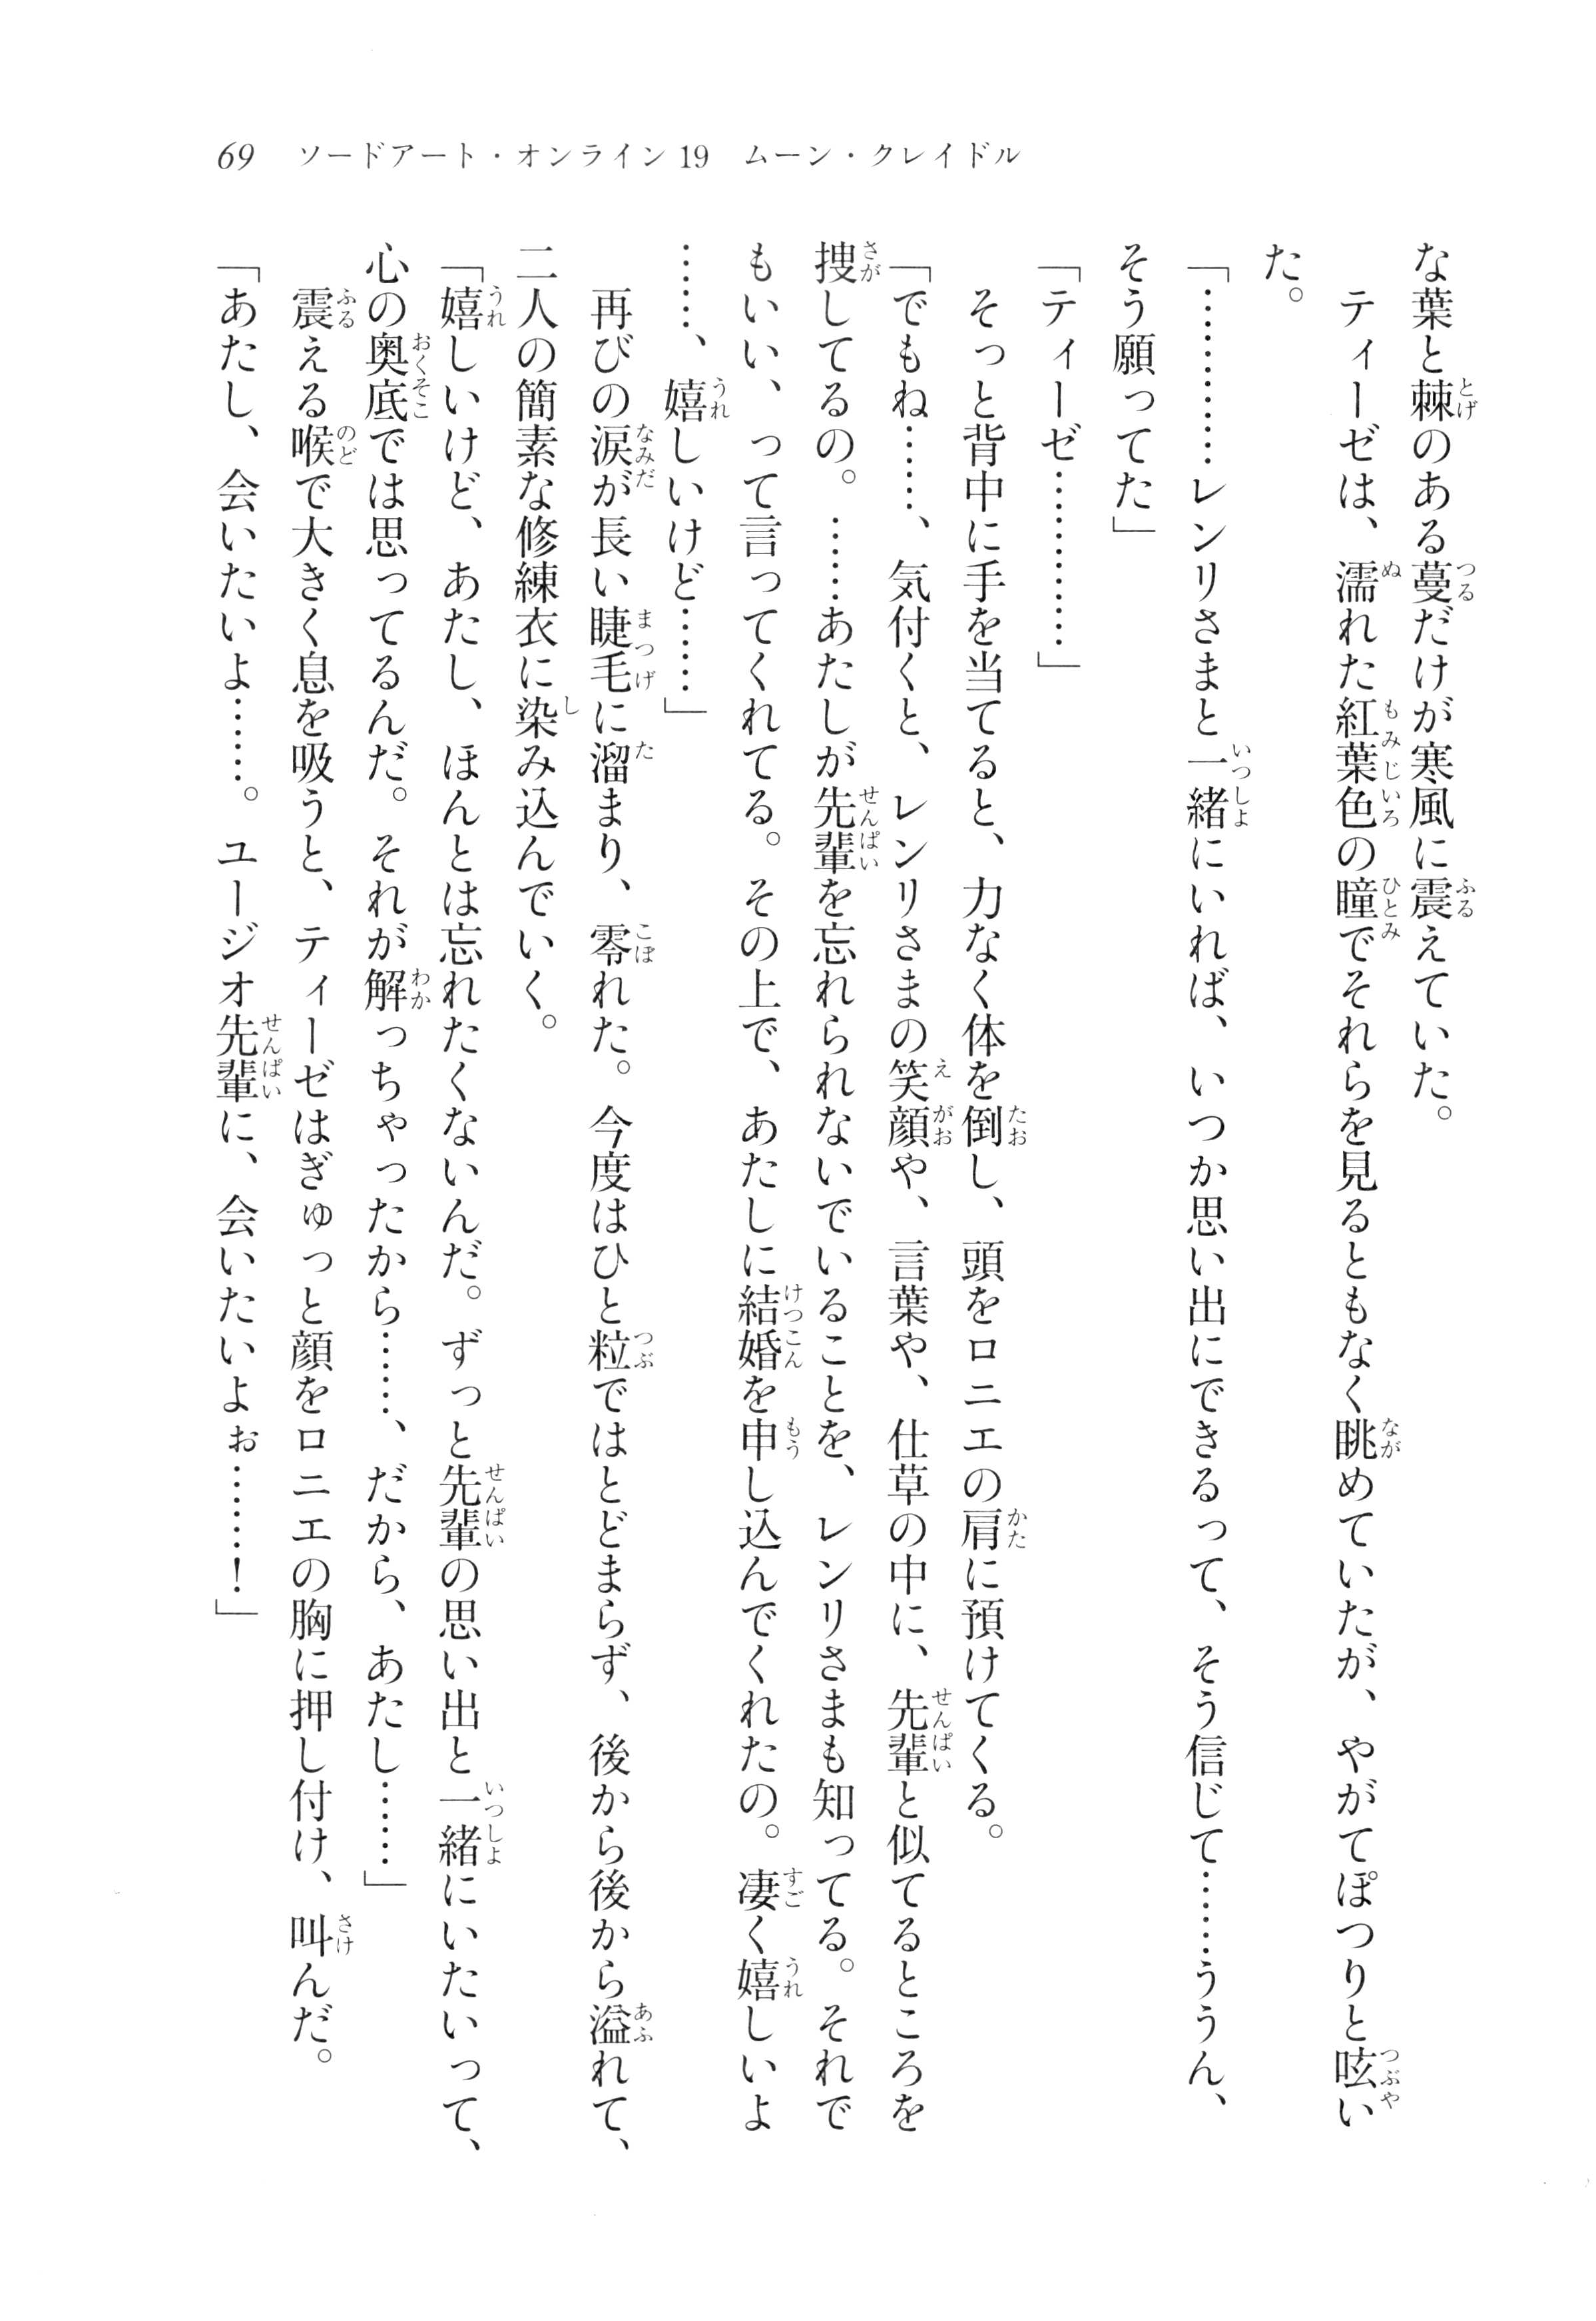 69　ソードアート・オンライン19　ムーン・クレイドル
な葉と棘のある蔓だけが寒風に震えていた。
　ティーゼは、濡れた紅葉色の瞳でそれらを見るともなく眺めていたが、やがてぽつりと呟い
た。
「…………レンリさまと一緒にいれば、いつか思い出にできるって、そう信じて……ううん、
そう願ってた」
「ティーゼ…………」
　そっと背中に手を当てると、力なく体を倒し、頭をロニエの肩に預けてくる。
「でもね……、気付くと、レンリさまの笑顔や、言葉や、仕草の中に、先輩と似てるところを
捜してるの。……あたしが先輩を忘れられないでいることを、レンリさまも知ってる。それで
もいい、って言ってくれてる。その上で、あたしに結婚を申し込んでくれたの。凄く嬉しいよ
……、嬉しいけど……」
　再びの涙が長い睫毛に溜まり、零れた。今度はひと粒ではとどまらず、後から後から溢れて、
二人の簡素な修練衣に染み込んでいく。
「嬉しいけど、あたし、ほんとは忘れたくないんだ。ずっと先輩の思い出と一緒にいたいって、
心の奥底では思ってるんだ。それが解っちゃったから……、だから、あたし……」
　震える喉で大きく息を吸うと、ティーゼはぎゅっと顔をロニエの胸に押し付け、叫んだ。
「あたし、会いたいよ……。ユージオ先輩に、会いたいよぉ……！」